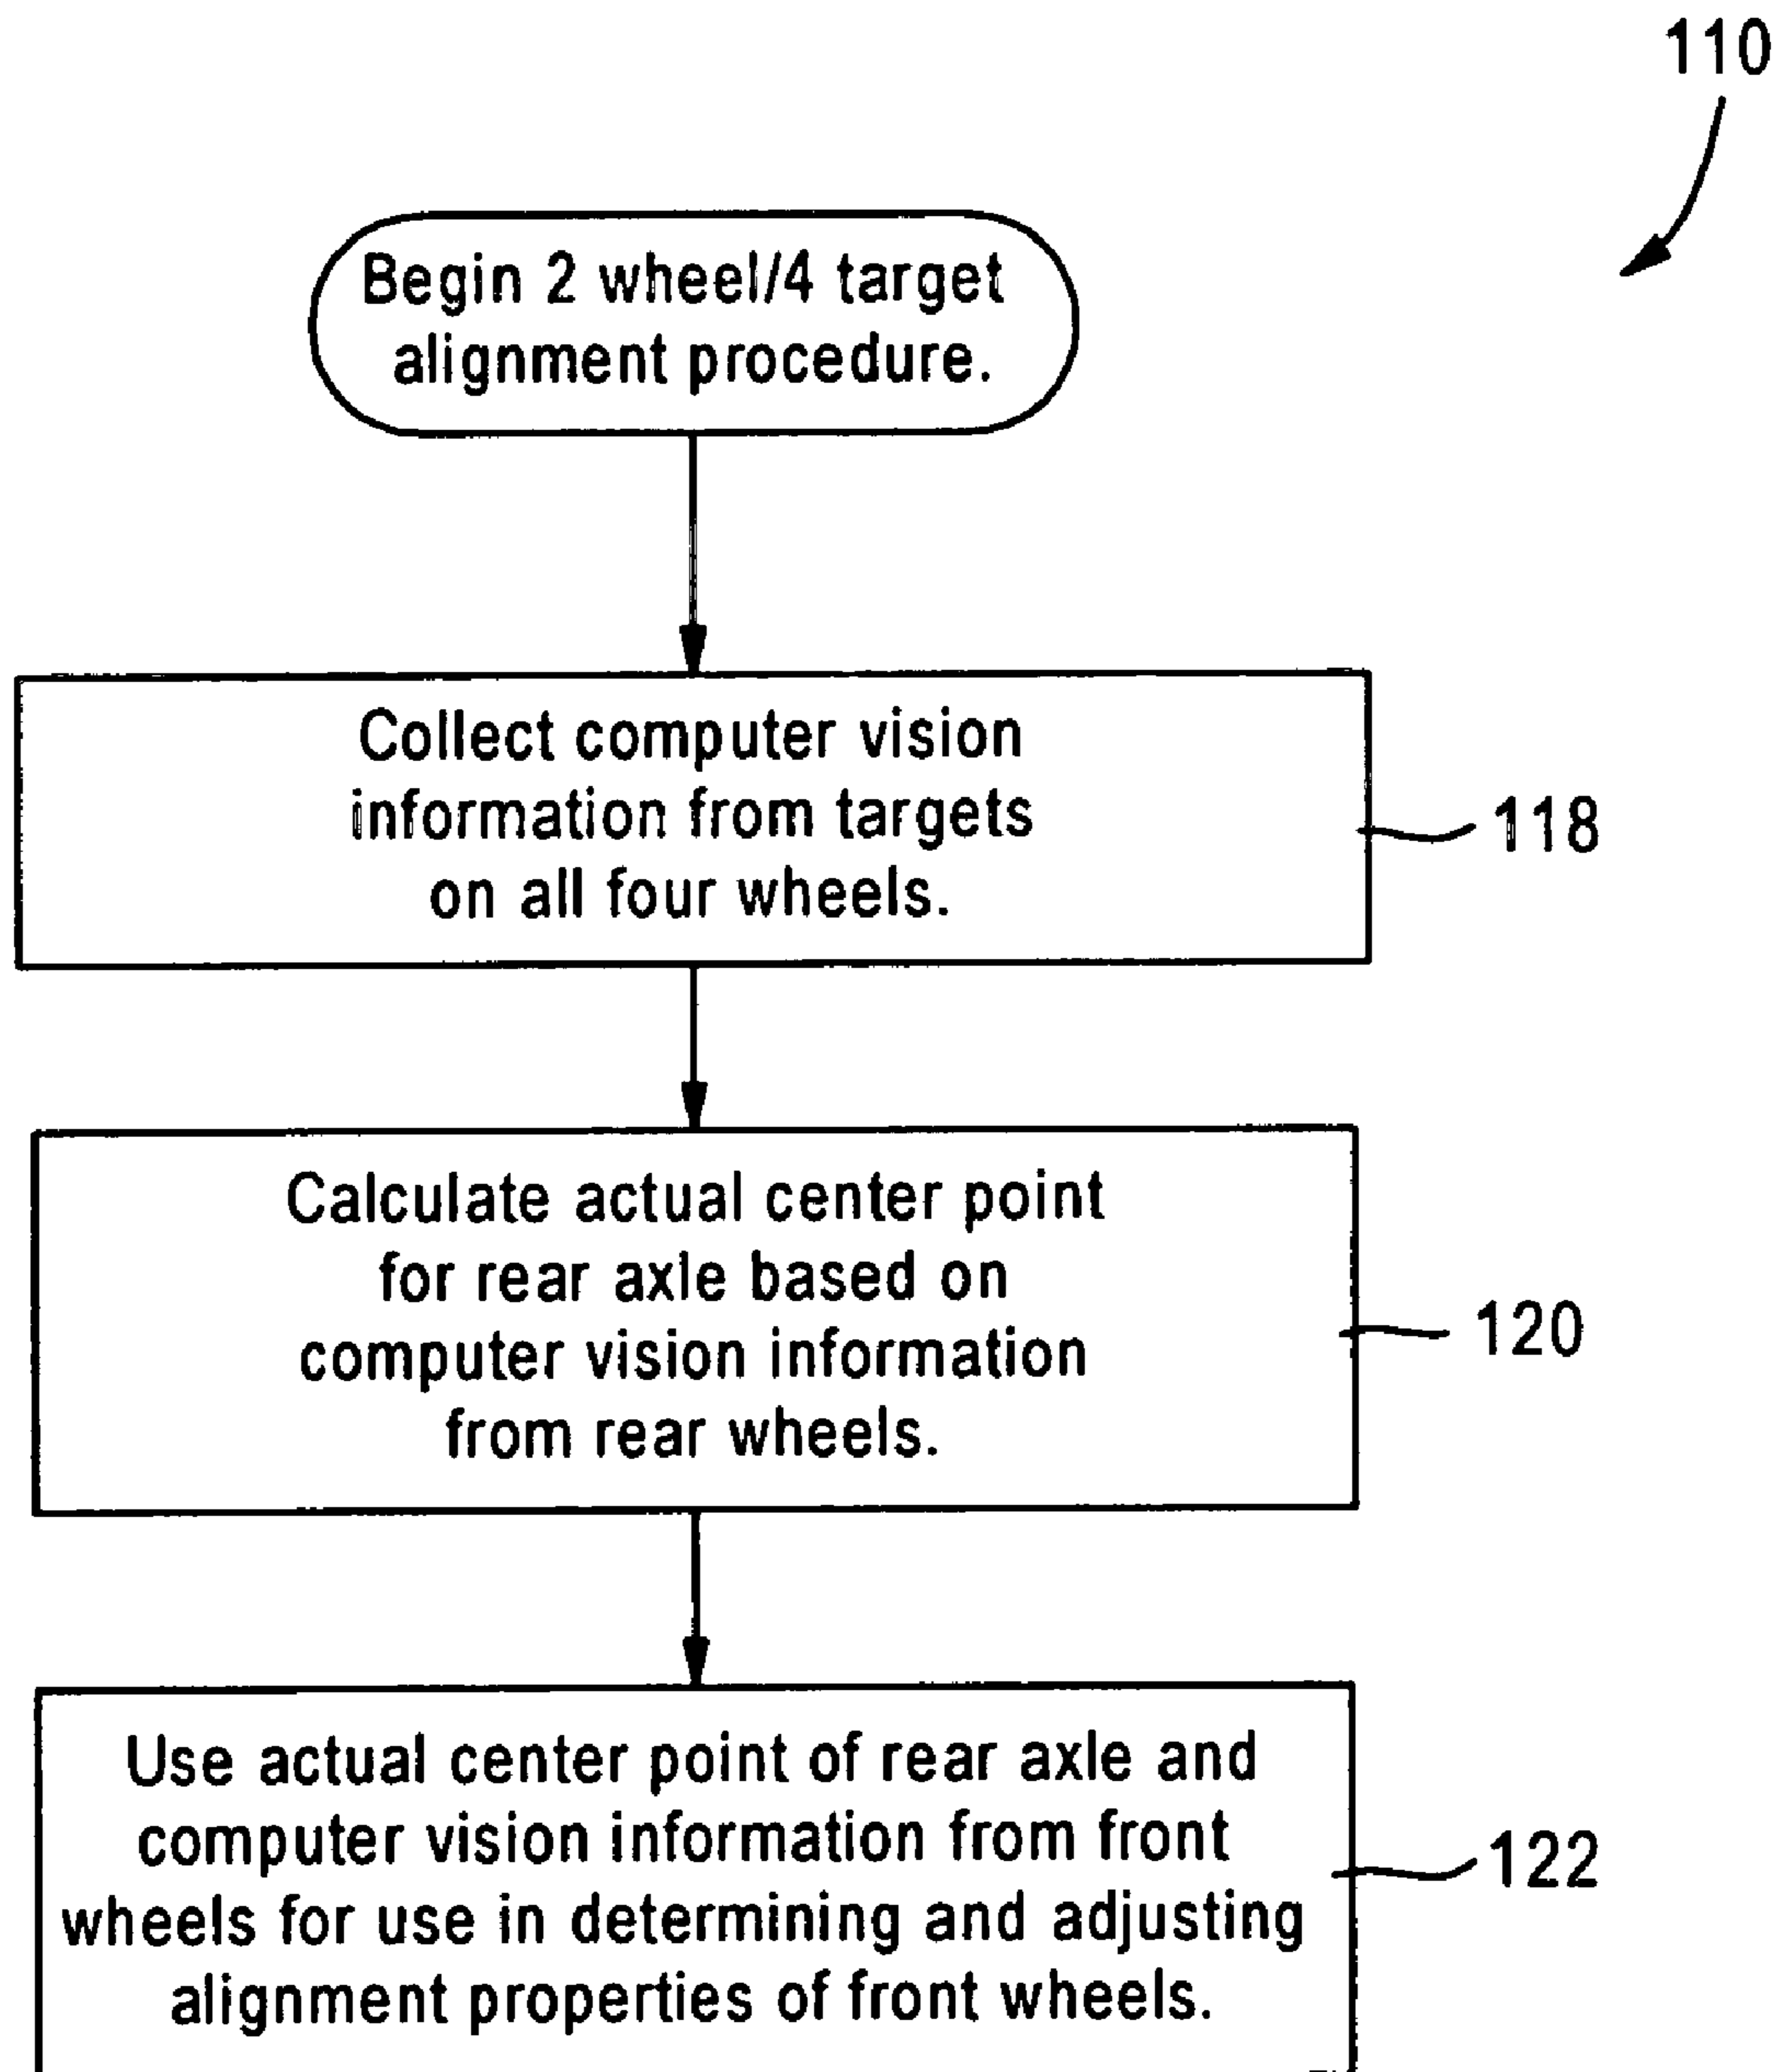 110
Begin 2 wheel/4 target
alignment procedure.
Collect computer vision
information from targets
on all four wheels.
118
Calculate actual center point
for rear axle based on
computer vision information
from rear wheels.
120
Use actual center point of rear axle and
computer vision information from front
wheels for use in determining and adjusting
alignment properties of front wheels.
122